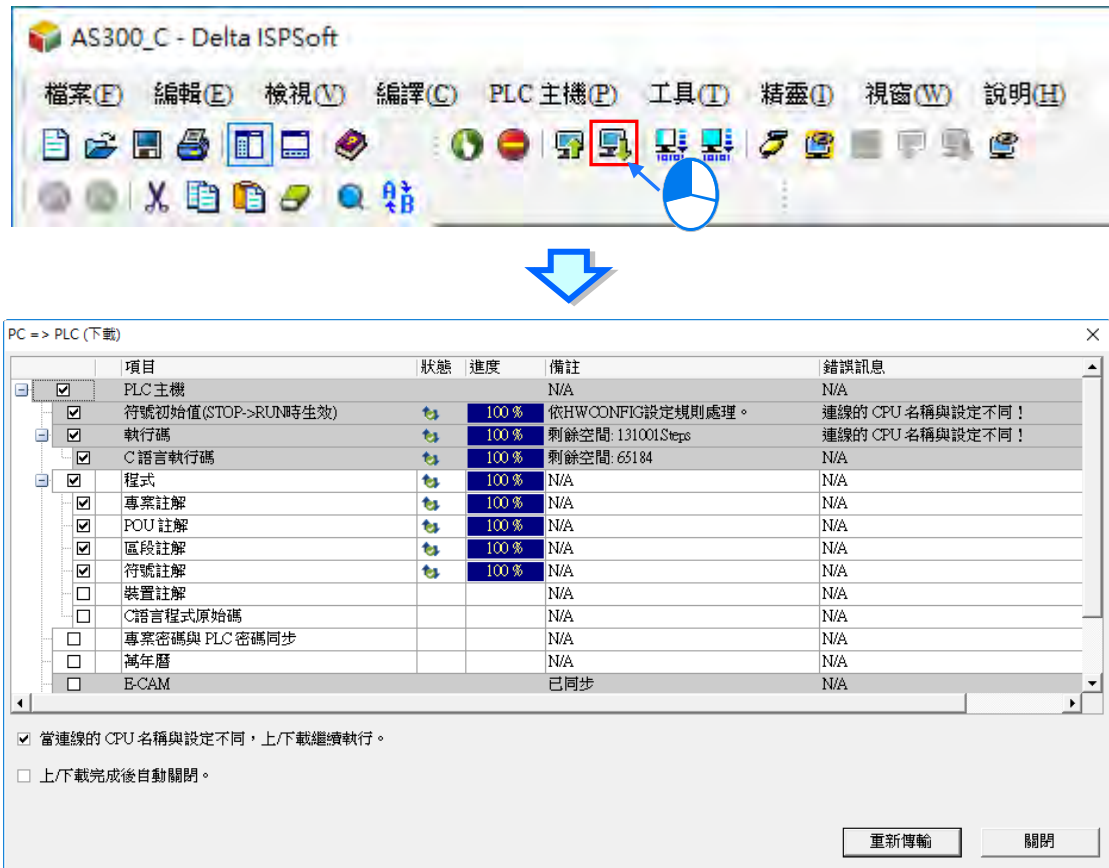 AS300_C - Delta ISPSoft
檔案(F) 編輯(E) 檢視(V) 編譯(C) PLC 主機(P) 工具(T) 精靈(I) 視窗(W) 說明(H)
PC => PLC (下載)
項目 狀態 進度 備註 錯誤訊息
PLC 主機 N/A N/A
符號初始值(STOP->RUN時生效) 100 % 依HWCONFIG設定規則處理。 連線的 CPU 名稱與設定不同！
執行碼 100 % 剩餘空間: 131001Steps 連線的 CPU 名稱與設定不同！
C 語言執行碼 100 % 剩餘空間: 65184 N/A
程式 100 % N/A N/A
專案註解 100 % N/A N/A
POU 註解 100 % N/A N/A
區段註解 100 % N/A N/A
符號註解 100 % N/A N/A
裝置註解 N/A N/A
C語言程式原始碼 N/A N/A
專案密碼與 PLC 密碼同步 N/A N/A
萬年曆 N/A N/A
E-CAM 已同步 N/A
當連線的 CPU 名稱與設定不同，上/下載繼續執行。
上/下載完成後自動關閉。
重新傳輸 關閉